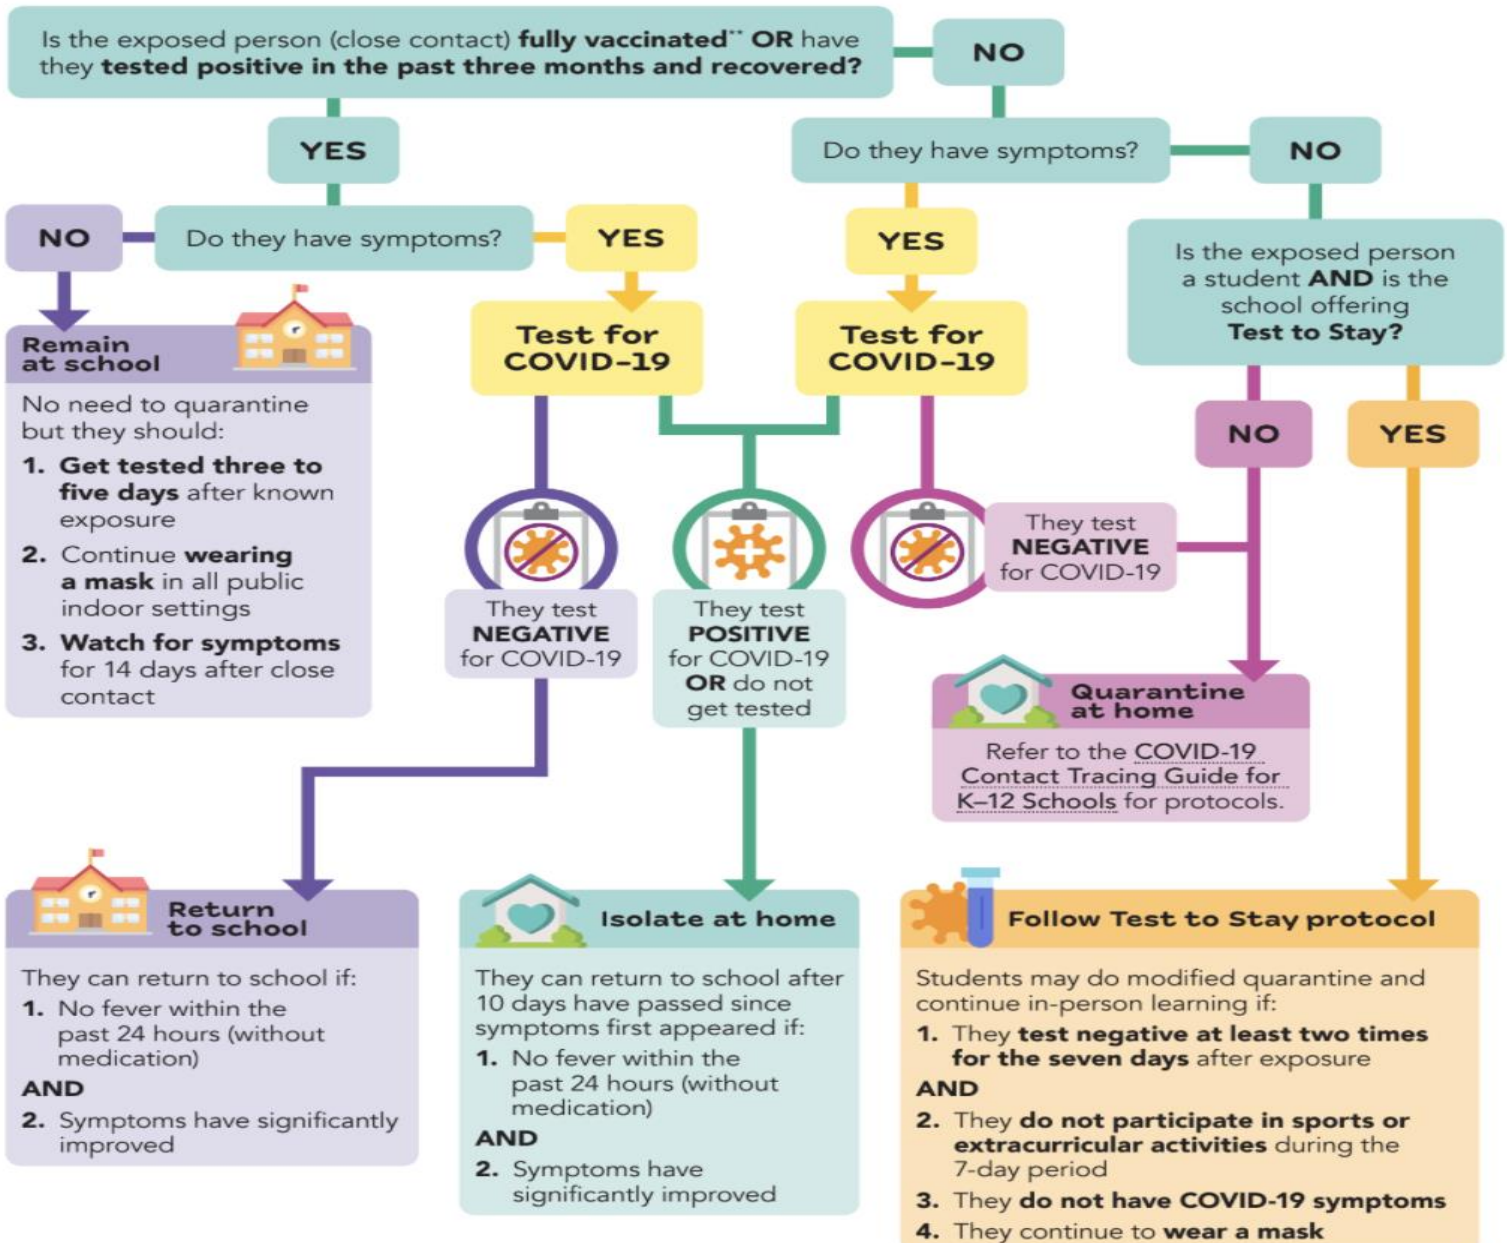 Is the exposed person (close contact) fully vaccinated** OR have
they tested positive in the past three months and recovered?
NO
YES
Do they have symptoms?
NO
NO
Do they have symptoms?
YES
YES
Is the exposed person
a student AND is the
school offering
Test to Stay?
Remain
at school
No need to quarantine
but they should:
1. Get tested three to
five days after known
exposure
2. Continue wearing
a mask in all public
indoor settings
3. Watch for symptoms
for 14 days after close
contact
Test for
COVID-19
Test for
COVID-19
NO
YES
They test
NEGATIVE
for COVID-19
They test
POSITIVE
for COVID-19
OR do not
get tested
They test
NEGATIVE
for COVID-19
Quarantine
at home
Refer to the COVID-19
Contact Tracing Guide for
K–12 Schools for protocols.
Return
to school
They can return to school if:
1. No fever within the
past 24 hours (without
medication)
AND
2. Symptoms have significantly
improved
Isolate at home
They can return to school after
10 days have passed since
symptoms first appeared if:
1. No fever within the
past 24 hours (without
medication)
AND
2. Symptoms have
significantly improved
Follow Test to Stay protocol
Students may do modified quarantine and
continue in-person learning if:
1. They test negative at least two times
for the seven days after exposure
AND
2. They do not participate in sports or
extracurricular activities during the
7-day period
3. They do not have COVID-19 symptoms
4. They continue to wear a mask